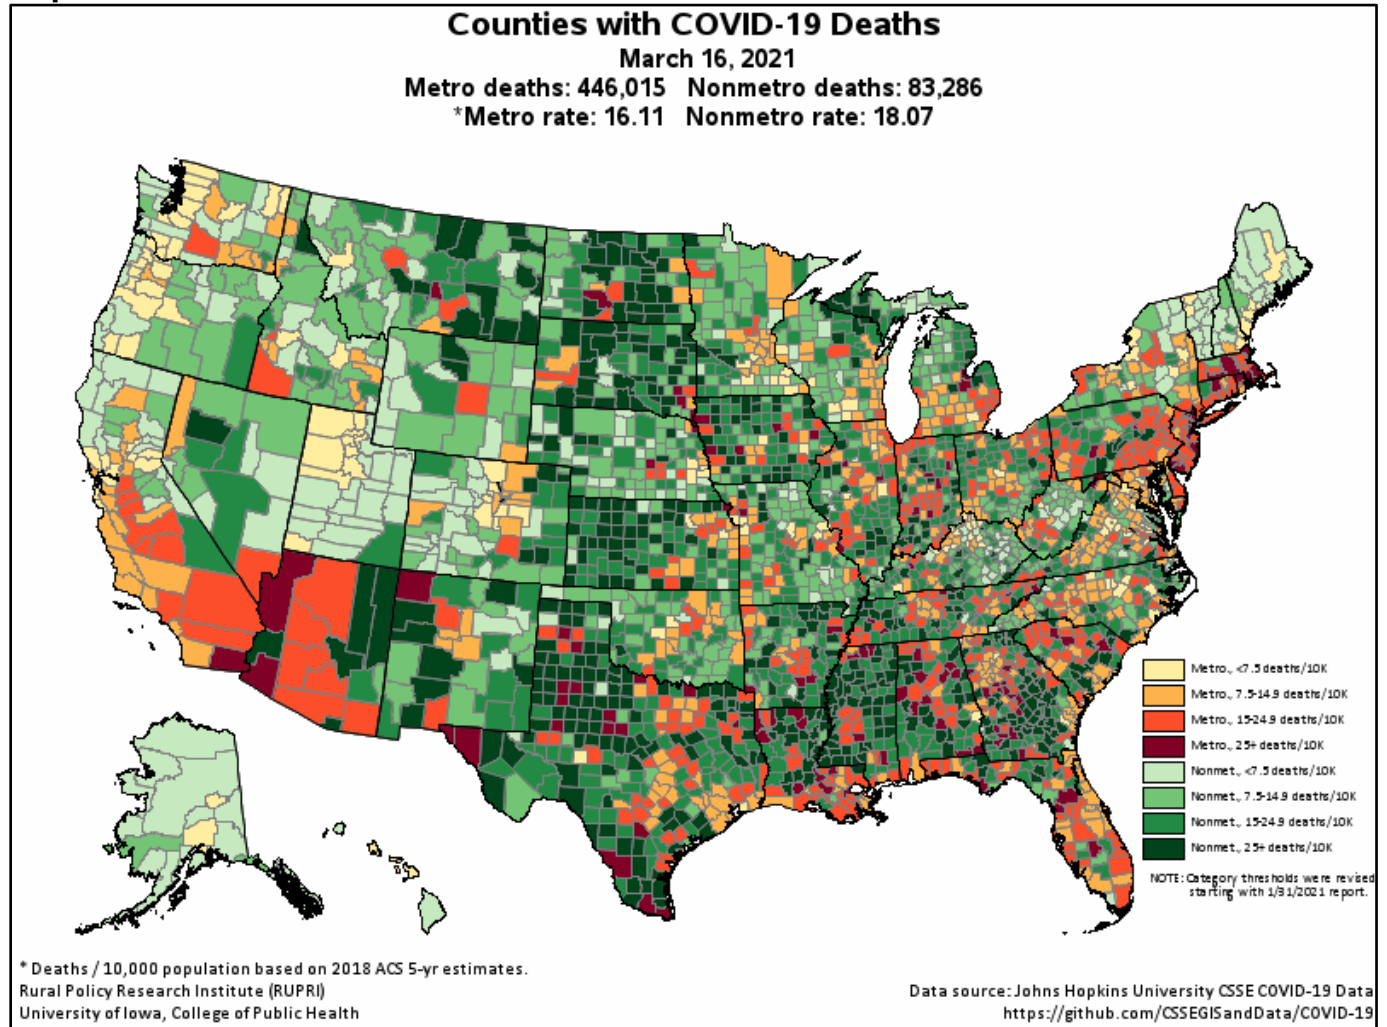 Counties with COVID-19 Deaths
March 16, 2021
Metro deaths: 446,015 Nonmetro deaths: 83,286
*Metro rate: 16.11 Nonmetro rate: 18.07
Metro., <7.5 deaths/10K
Metro., 7.5-14.9 deaths/10K
Metro., 15-24.9 deaths/10K
Metro., 25+ deaths/10K
Nonmet., <7.5 deaths/10K
Nonmet., 7.5-14.9 deaths/10K
Nonmet., 15-24.9 deaths/10K
Nonmet., 25+ deaths/10K
NOTE: Category thresholds were revised
starting with 1/31/2021 report.
* Deaths / 10,000 population based on 2018 ACS 5-yr estimates.
Rural Policy Research Institute (RUPRI)
University of Iowa, College of Public Health
Data source: Johns Hopkins University CSSE COVID-19 Data
https://github.com/CSSEGISandData/COVID-19